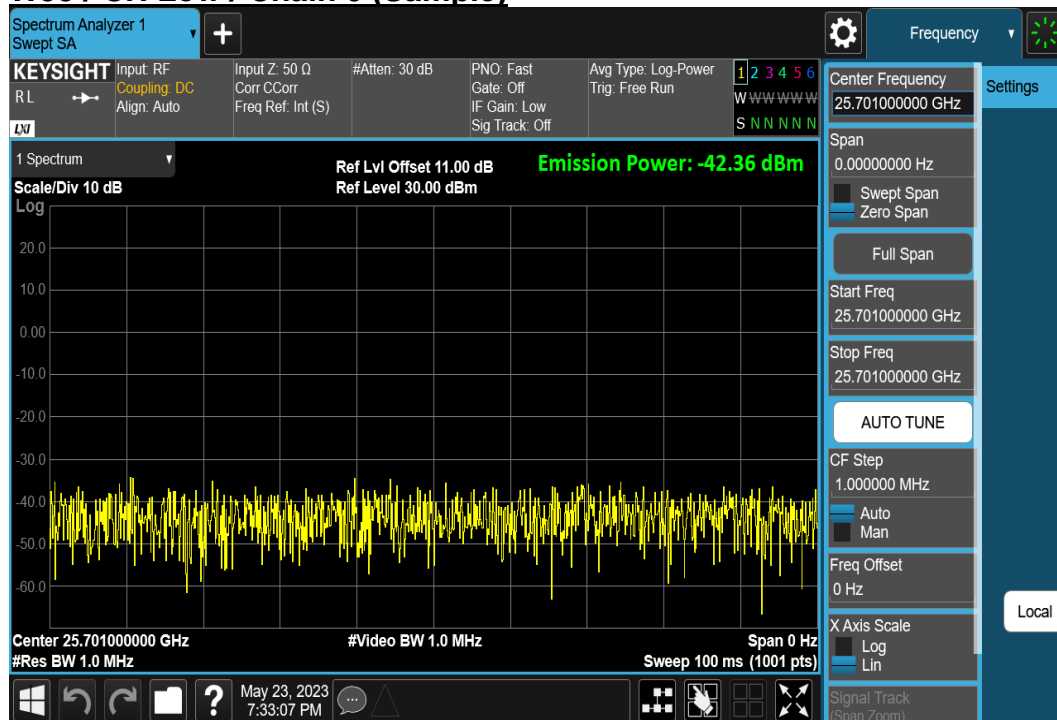 Spectrum Analyzer 1
Swept SA
Frequency
KEYSIGHT
R L
LXI
Input: RF
Coupling: DC
Align: Auto
Input Z: 50 Ω
Corr CCorr
Freq Ref: Int (S)
#Atten: 30 dB
PNO: Fast
Gate: Off
IF Gain: Low
Sig Track: Off
Avg Type: Log-Power
Trig: Free Run
1 2 3 4 5 6
W W W W W W
S N N N N N
1 Spectrum
Scale/Div 10 dB
Log
Ref Lvl Offset 11.00 dB
Ref Level 30.00 dBm
Emission Power: -42.36 dBm
20.0
10.0
0.00
-10.0
-20.0
-30.0
-40.0
-50.0
-60.0
Center 25.701000000 GHz
#Res BW 1.0 MHz
#Video BW 1.0 MHz
Span 0 Hz
Sweep 100 ms (1001 pts)
May 23, 2023
7:33:07 PM
Center Frequency
25.701000000 GHz
Span
0.00000000 Hz
Swept Span
Zero Span
Full Span
Start Freq
25.701000000 GHz
Stop Freq
25.701000000 GHz
AUTO TUNE
CF Step
1.000000 MHz
Auto
Man
Freq Offset
0 Hz
X Axis Scale
Log
Lin
Signal Track
(Span Zoom)
Settings
Local